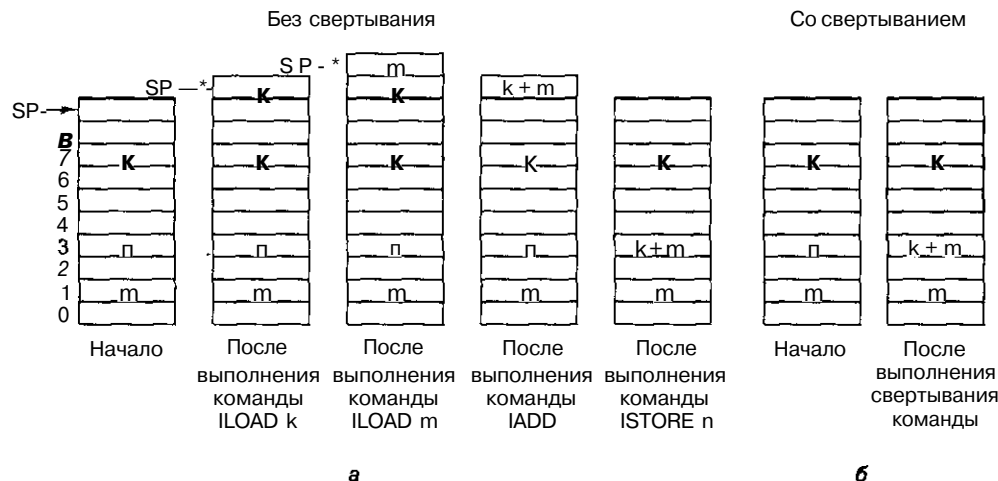 Без свертывания
Со свертыванием
SP
SP —*-
S P - *
m
K
K
k + m
В
7
6
5
4
3
2
1
0
K
K
K
K
K
K
K
п
п
п
п
k+m
п
k + m
m
m
m
m
m
m
m
Начало
После
выполнения
команды
ILOAD k
После
выполнения
команды
ILOAD m
После
выполнения
команды
IADD
После
выполнения
команды
ISTORE n
Начало
После
выполнения
свертывания
команды
а
б